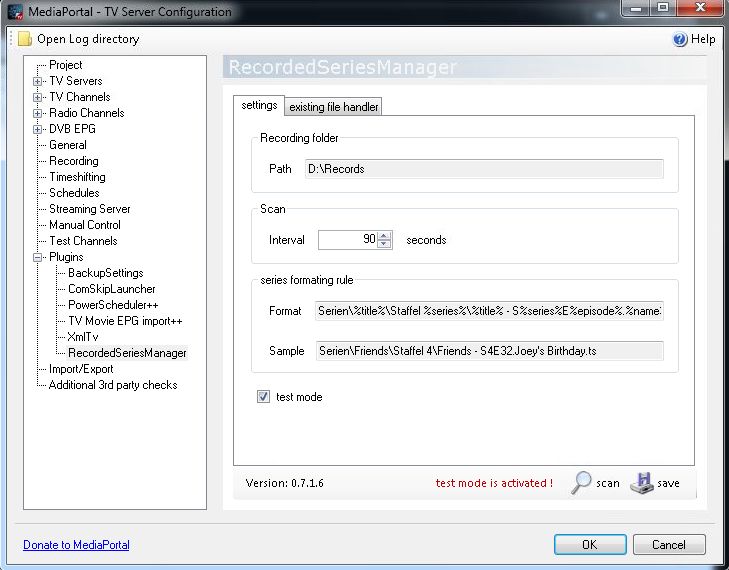 MediaPortal - TV Server Configuration
Open Log directory
Help
Project
TV Servers
TV Channels
Radio Channels
DVB EPG
General
Recording
Timeshifting
Schedules
Streaming Server
Manual Control
Test Channels
Plugins
BackupSettings
ComSkipLauncher
PowerScheduler++
TV Movie EPG import++
XmlTv
RecordedSeriesManager
Import/Export
Additional 3rd party checks
RecordedSeriesManager
settings
existing file handler
Recording folder
Path D:\Records
Scan
Interval 90 seconds
series formating rule
Format Serien\%title%\Staffel %series%\%title% - S%series%E%episode%.%name%
Sample Serien\Friends\Staffel 4\Friends - S4E32.Joey's Birthday.ts
test mode
Version: 0.7.1.6 test mode is activated ! scan save
Donate to MediaPortal
OK Cancel